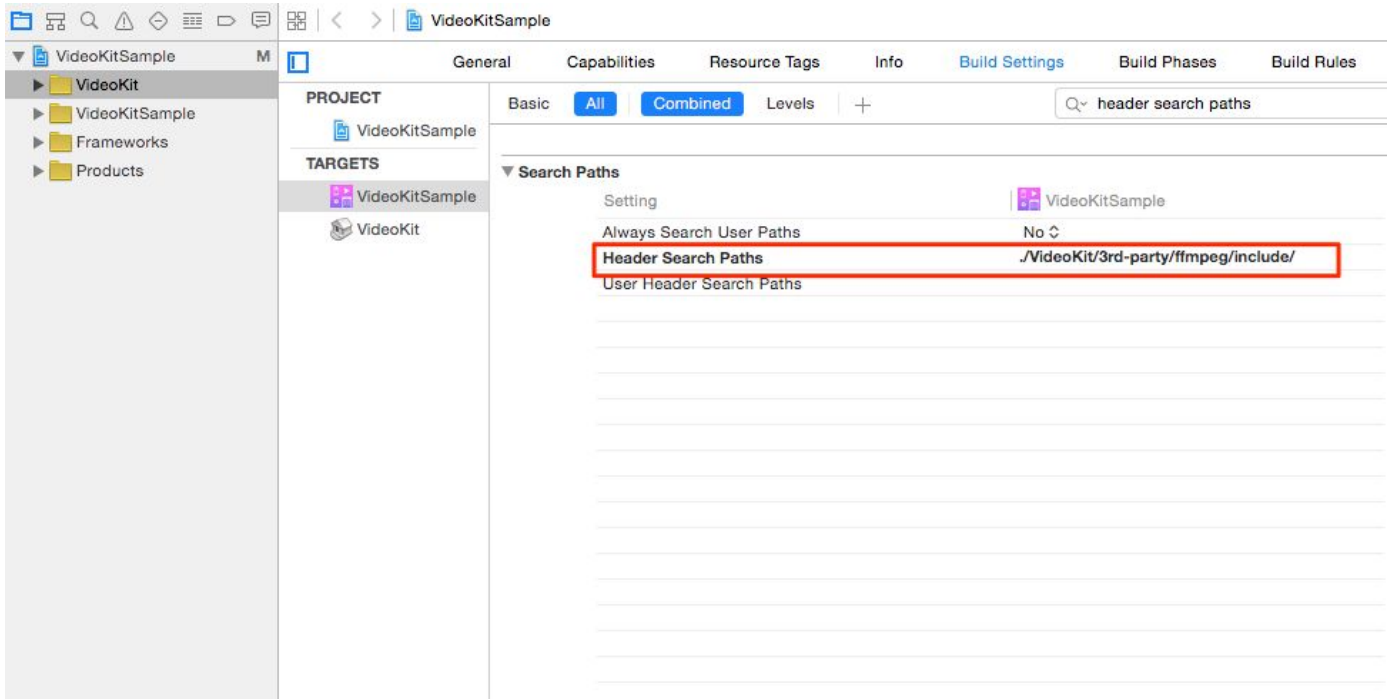 VideoKitSample
VideoKitSample M
VideoKit
VideoKitSample
Frameworks
Products
General Capabilities Resource Tags Info Build Settings Build Phases Build Rules
PROJECT
VideoKitSample
TARGETS
VideoKitSample
VideoKit
Basic All Combined Levels + header search paths
Search Paths
Setting VideoKitSample
Always Search User Paths No
Header Search Paths ./VideoKit/3rd-party/ffmpeg/include/
User Header Search Paths